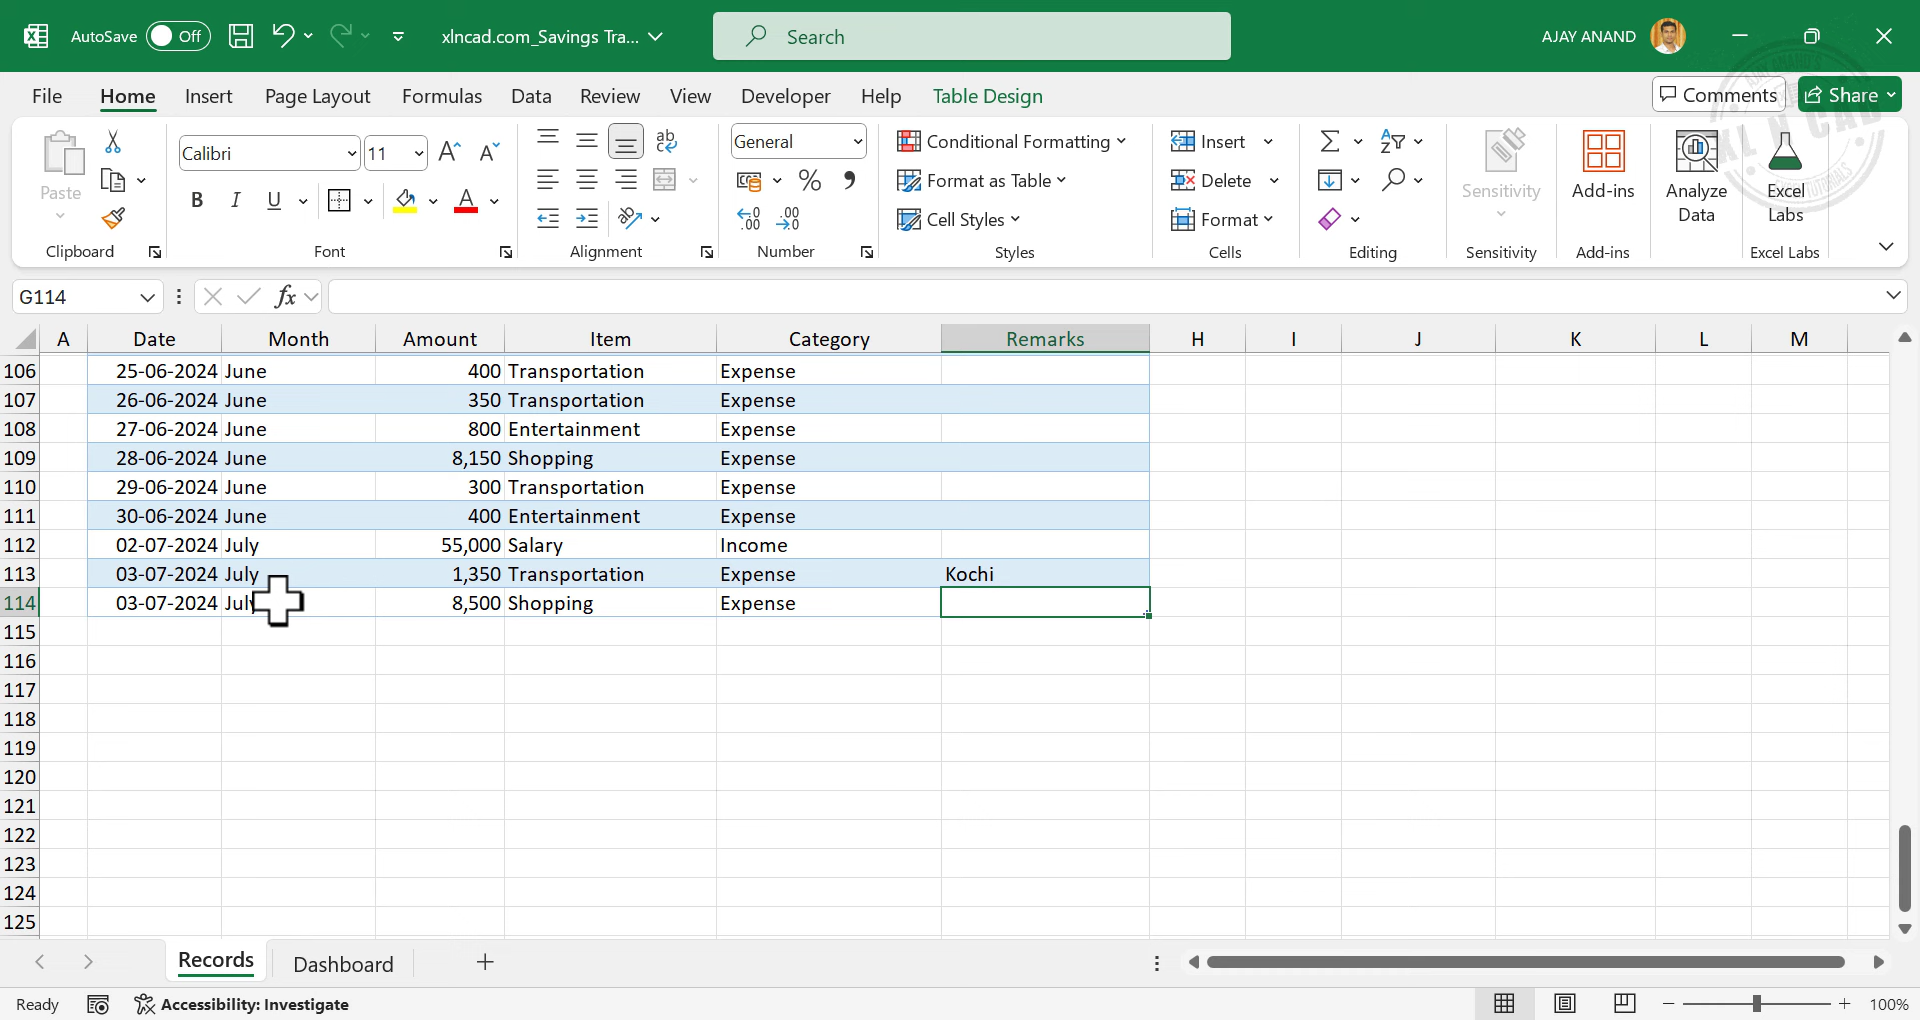 AutoSave Off xlncad.com_Savings Tra... Search AJAY ANAND
File Home Insert Page Layout Formulas Data Review View Developer Help Table Design Comments Share
Paste Calibri 11 General Conditional Formatting Format as Table Cell Styles Insert Delete Format Sensitivity Add-ins Analyze Data Excel Labs
Clipboard Font Alignment Number Styles Cells Editing Sensitivity Add-ins Excel Labs
XL N CAD
G114 fx
A Date Month Amount Item Category Remarks H I J K L M
106 25-06-2024 June 400 Transportation Expense
107 26-06-2024 June 350 Transportation Expense
108 27-06-2024 June 800 Entertainment Expense
109 28-06-2024 June 8,150 Shopping Expense
110 29-06-2024 June 300 Transportation Expense
111 30-06-2024 June 400 Entertainment Expense
112 02-07-2024 July 55,000 Salary Income
113 03-07-2024 July 1,350 Transportation Expense Kochi
114 03-07-2024 July 8,500 Shopping Expense
115
116
117
118
119
120
121
122
123
124
125
Records Dashboard
Ready Accessibility: Investigate 100%